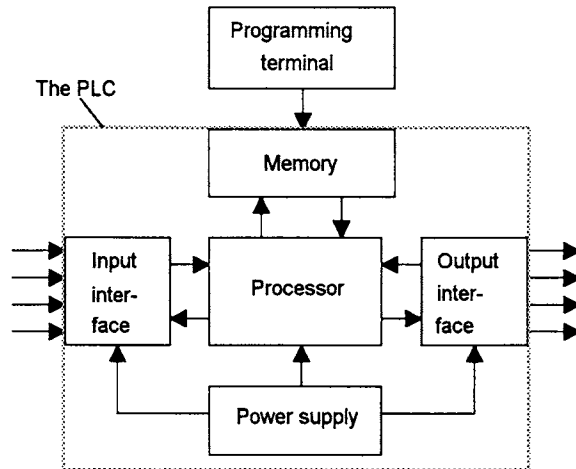 Programming
terminal
The PLC
Memory
Input
inter-
face
Processor
Output
inter-
face
Power supply